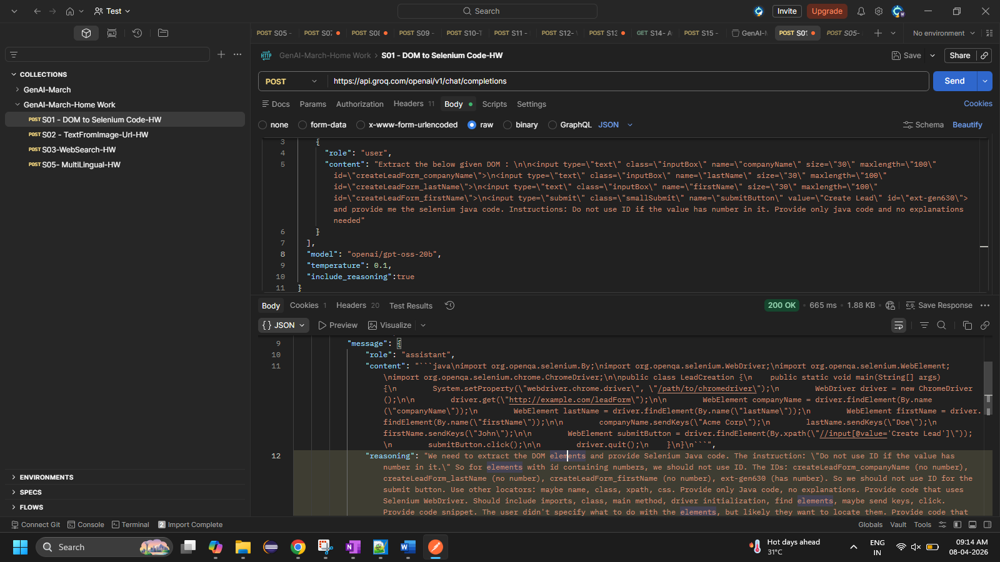 Test
Search
Invite
Upgrade
POST S05 -
POST S07
POST S08
POST S09 -
POST S10-T
POST S11 -
POST S12-
POST S13
GET S14- A
POST S15 -
GenAI-M
POST S01
POST S05-
No environment
GenAI-March-Home Work > S01 - DOM to Selenium Code-HW
Save
Share
COLLECTIONS
GenAI-March
GenAI-March-Home Work
POST S01 - DOM to Selenium Code-HW
POST S02 - TextFromImage-Url-HW
POST S03-WebSearch-HW
POST S05- MultiLingual-HW
ENVIRONMENTS
SPECS
FLOWS
HTTP
POST
https://api.groq.com/openai/v1/chat/completions
Send
Docs Params Authorization Headers 11 Body Scripts Settings
Cookies
none form-data x-www-form-urlencoded raw binary GraphQL JSON
Schema Beautify
3 {
4 "role": "user",
5 "content": "Extract the below given DOM : \n\n<input type=\"text\" class=\"inputBox\" name=\"companyName\" size=\"30\" maxlength=\"100\"
id=\"createLeadForm_companyName\">\n<input type=\"text\" class=\"inputBox\" name=\"lastName\" size=\"30\" maxlength=\"100\"
id=\"createLeadForm_lastName\">\n<input type=\"text\" class=\"inputBox\" name=\"firstName\" size=\"30\" maxlength=\"100\"
id=\"createLeadForm_firstName\">\n<input type=\"submit\" class=\"smallSubmit\" name=\"submitButton\" value=\"Create Lead\" id=\"ext-gen630\">
and provide me the selenium java code. Instructions: Do not use ID if the value has number in it. Provide only java code and no explanations
needed"
6 }
7 ],
8 "model": "openai/gpt-oss-20b",
9 "temperature": 0.1,
10 "include_reasoning":true
11 }
Body Cookies 1 Headers 20 Test Results
200 OK • 665 ms • 1.88 KB
e.g. Save Response
{} JSON Preview Visualize
9 "message": {
10 "role": "assistant",
11 "content": "```java\nimport org.openqa.selenium.By;\nimport org.openqa.selenium.WebDriver;\nimport org.openqa.selenium.WebElement;
\nimport org.openqa.selenium.chrome.ChromeDriver;\n\npublic class LeadCreation {\n    public static void main(String[] args)
{\n        System.setProperty(\"webdriver.chrome.driver\", \"/path/to/chromedriver\");\n        WebDriver driver = new ChromeDriver
();\n\n        driver.get(\"http://example.com/leadForm\");\n\n        WebElement companyName = driver.findElement(By.name
(\"companyName\"));\n        WebElement lastName = driver.findElement(By.name(\"lastName\"));\n        WebElement firstName = driver.
findElement(By.name(\"firstName\"));\n\n        companyName.sendKeys(\"Acme Corp\");\n        lastName.sendKeys(\"Doe\");\n
firstName.sendKeys(\"John\");\n\n        WebElement submitButton = driver.findElement(By.xpath(\"//input[@value='Create Lead']\"));
\n        submitButton.click();\n\n        driver.quit();\n    }\n}\n```",
12 "reasoning": "We need to extract the DOM elements and provide Selenium Java code. The instruction: \"Do not use ID if the value has
number in it.\" So for elements with id containing numbers, we should not use ID. The IDs: createLeadForm_companyName (no number),
createLeadForm_lastName (no number), createLeadForm_firstName (no number), ext-gen630 (has number). So we should not use ID for the
submit button. Use other locators: maybe name, class, xpath, css. Provide only Java code, no explanations. Provide code that uses
Selenium WebDriver. Should include imports, class, main method, driver initialization, find elements, maybe send keys, click.
Provide code snippet. The user didn't specify what to do with the elements, but likely they want to locate them. Provide code that
Connect Git Console Terminal 2 Import Complete
Globals Vault Tools
Search
Hot days ahead
31°C
ENG
IN
09:14 AM
08-04-2026